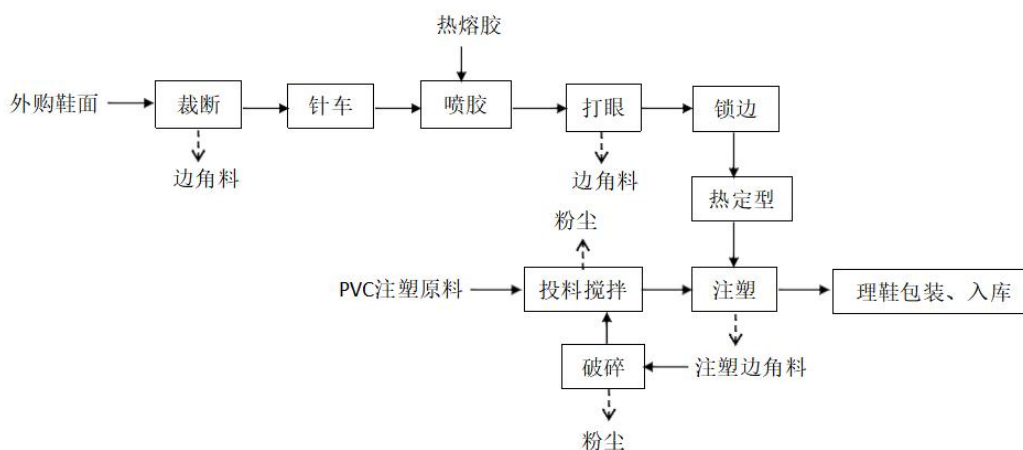 热熔胶
外购鞋面
裁断
针车
喷胶
打眼
锁边
边角料
边角料
热定型
粉尘
PVC注塑原料
投料搅拌
注塑
理鞋包装、入库
破碎
注塑边角料
粉尘